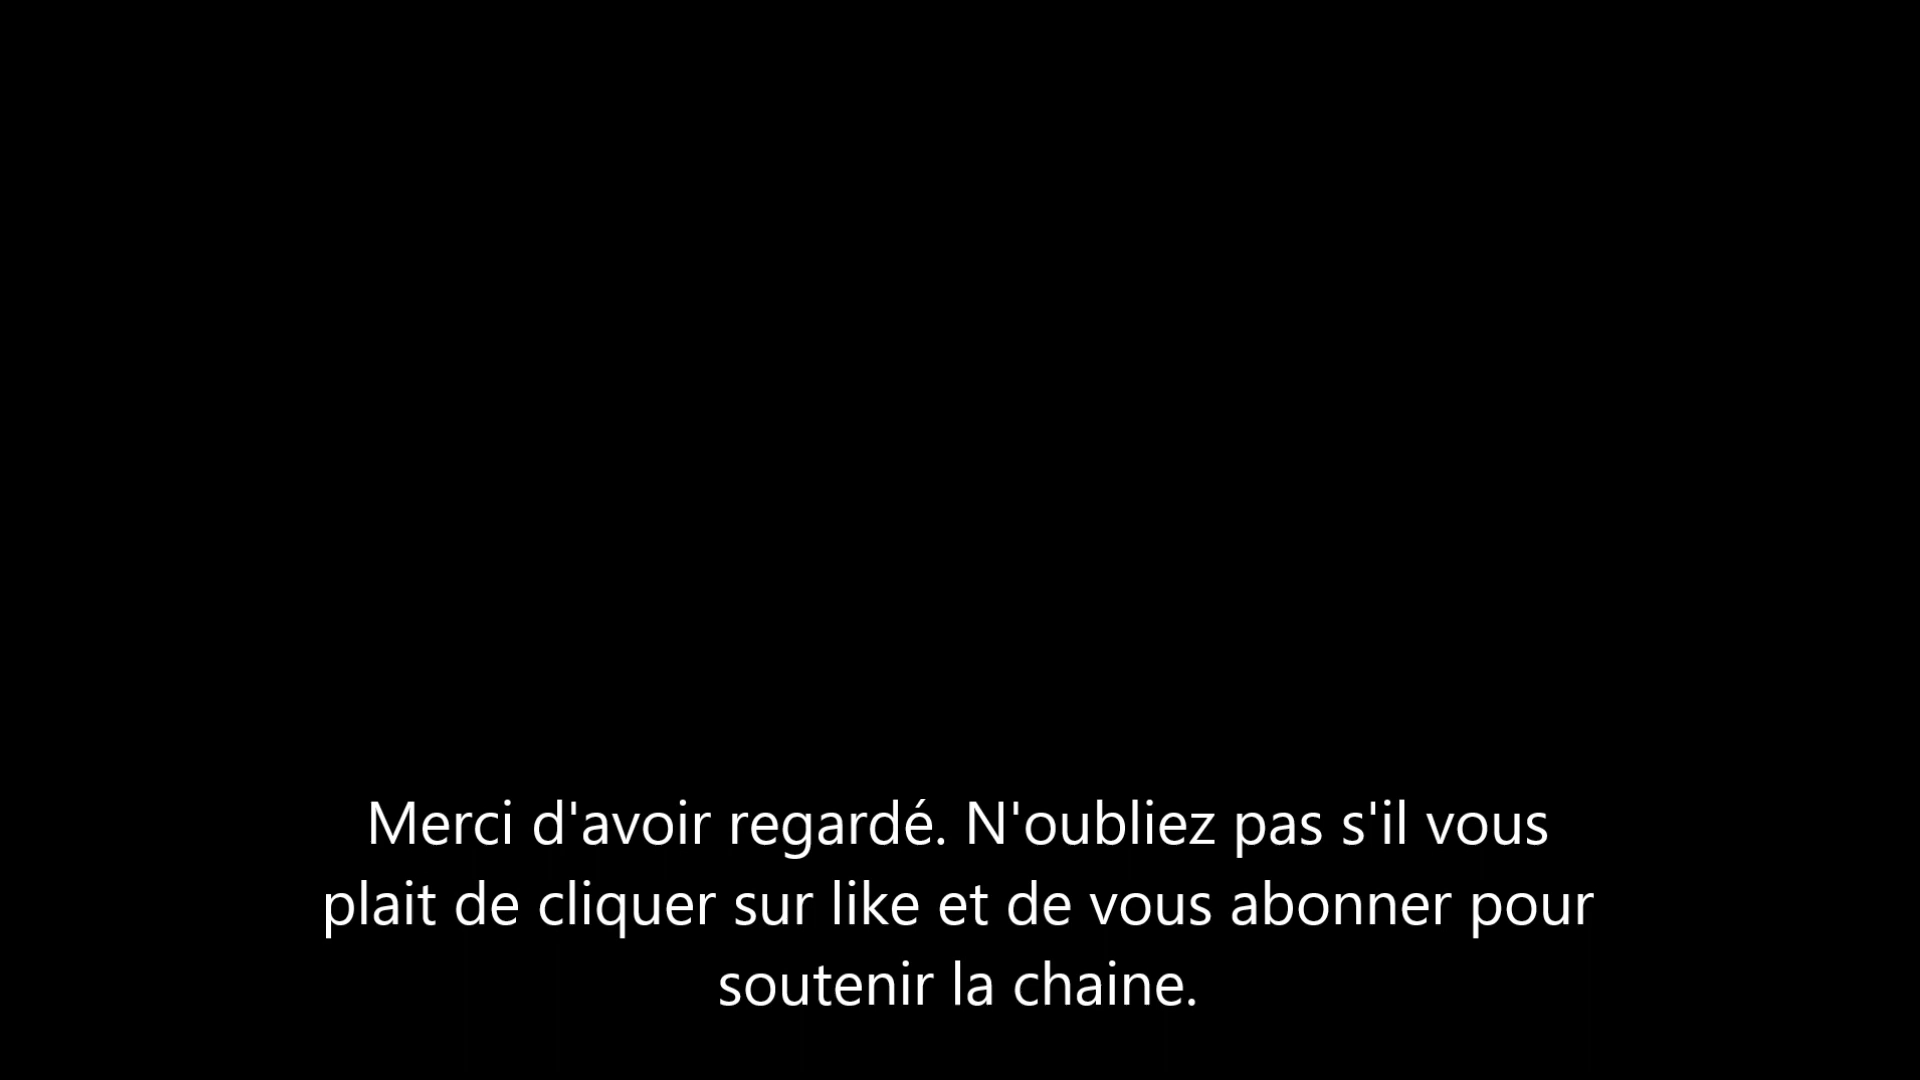 Merci d'avoir regardé. N'oubliez pas s'il vous
plait de cliquer sur like et de vous abonner pour
soutenir la chaine.